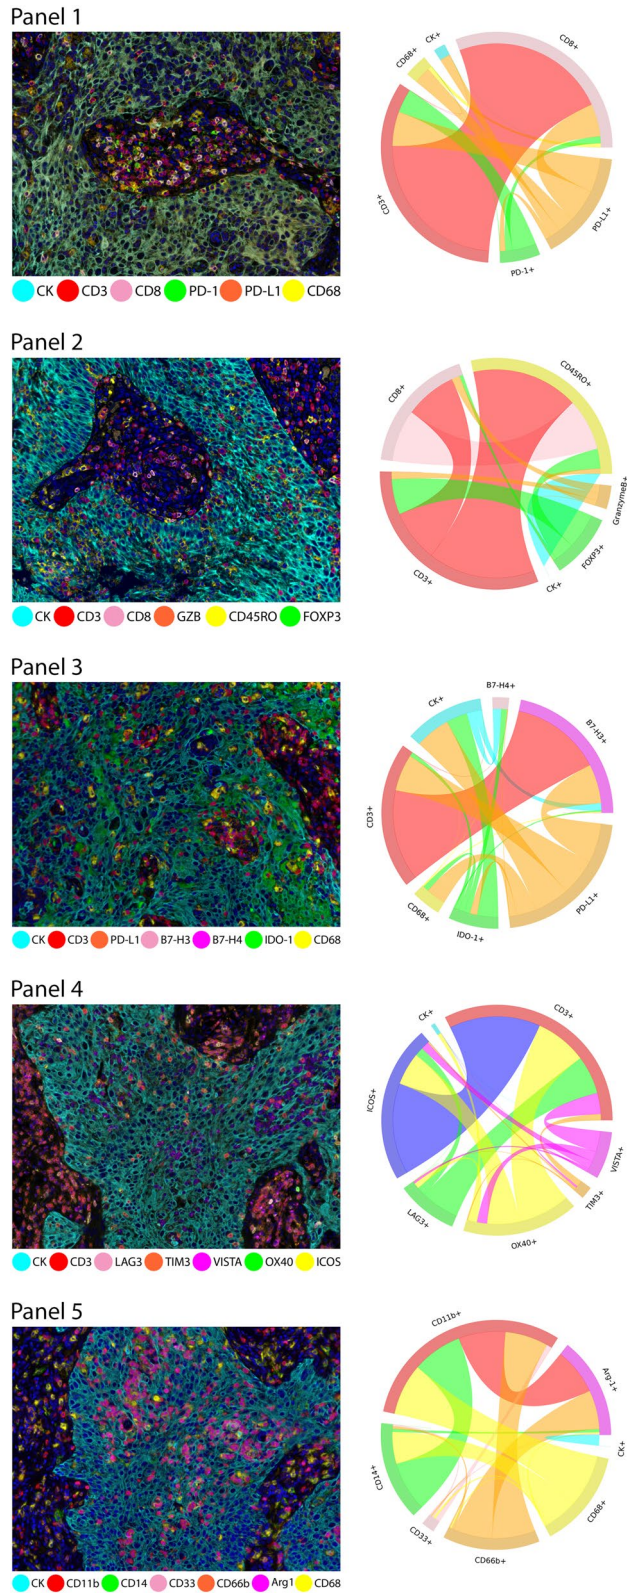 Panel 1
CK+
CD68+
CD8+
CD3+
PD-L1+
PD-1+
CK CD3 CD8 PD-1 PD-L1 CD68
Panel 2
CD8+
CD45RO+
GranzymeB+
FOXP3+
CK+
CD3+
CK CD3 CD8 GZB CD45RO FOXP3
Panel 3
B7-H4+
CK+
B7-H3+
CD3+
PD-L1+
CD68+
IDO-1+
CK CD3 PD-L1 B7-H3 B7-H4 IDO-1 CD68
Panel 4
CK+
CD3+
ICOS+
VISTA+
TIM3+
LAG3+
OX40+
CK CD3 LAG3 TIM3 VISTA OX40 ICOS
Panel 5
CD11b+
Arg-1+
CK+
CD14+
CD68+
CD33+
CD66b+
CK CD11b CD14 CD33 CD66b Arg1 CD68